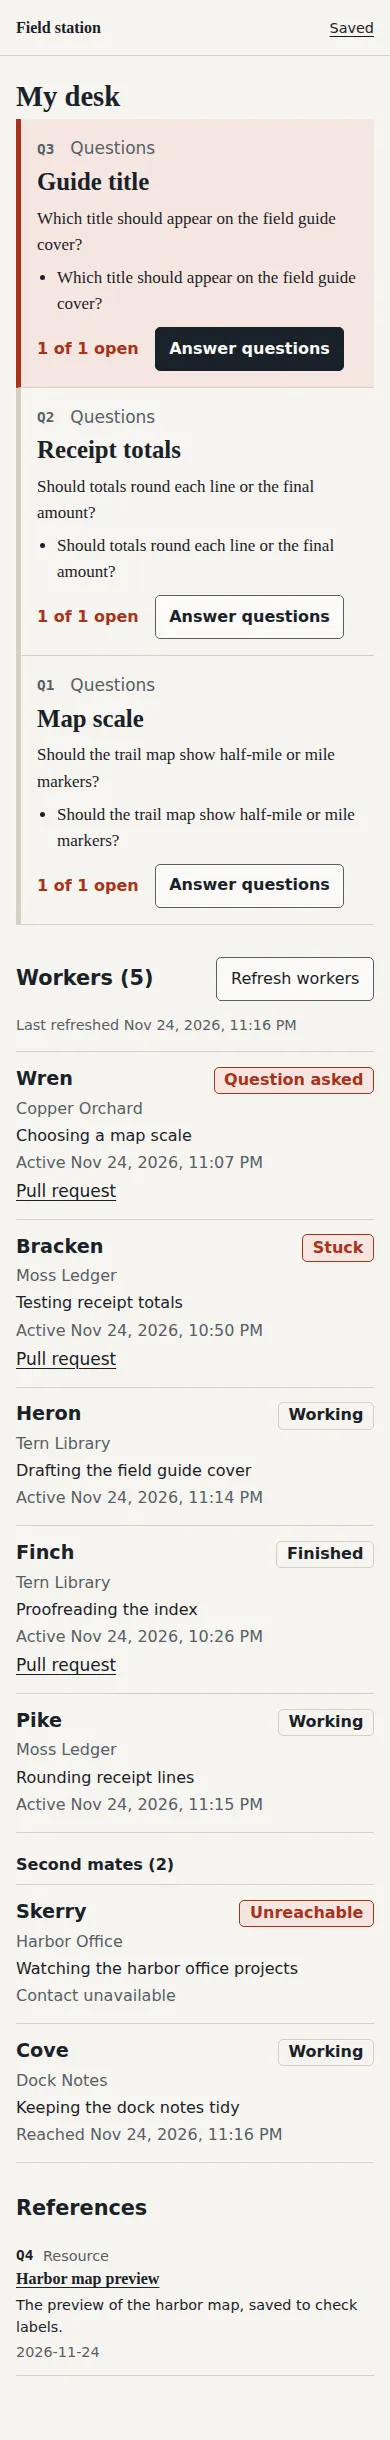 Field station
Saved
My desk
Q3 Questions
Guide title
Which title should appear on the field guide
cover?
• Which title should appear on the field guide
cover?
1 of 1 open
Answer questions
Q2 Questions
Receipt totals
Should totals round each line or the final
amount?
• Should totals round each line or the final
amount?
1 of 1 open
Answer questions
Q1 Questions
Map scale
Should the trail map show half-mile or mile
markers?
• Should the trail map show half-mile or mile
markers?
1 of 1 open
Answer questions
Workers (5)
Refresh workers
Last refreshed Nov 24, 2026, 11:16 PM
Wren
Question asked
Copper Orchard
Choosing a map scale
Active Nov 24, 2026, 11:07 PM
Pull request
Bracken
Stuck
Moss Ledger
Testing receipt totals
Active Nov 24, 2026, 10:50 PM
Pull request
Heron
Working
Tern Library
Drafting the field guide cover
Active Nov 24, 2026, 11:14 PM
Finch
Finished
Tern Library
Proofreading the index
Active Nov 24, 2026, 10:26 PM
Pull request
Pike
Working
Moss Ledger
Rounding receipt lines
Active Nov 24, 2026, 11:15 PM
Second mates (2)
Skerry
Unreachable
Harbor Office
Watching the harbor office projects
Contact unavailable
Cove
Working
Dock Notes
Keeping the dock notes tidy
Reached Nov 24, 2026, 11:16 PM
References
Q4 Resource
Harbor map preview
The preview of the harbor map, saved to check
labels.
2026-11-24